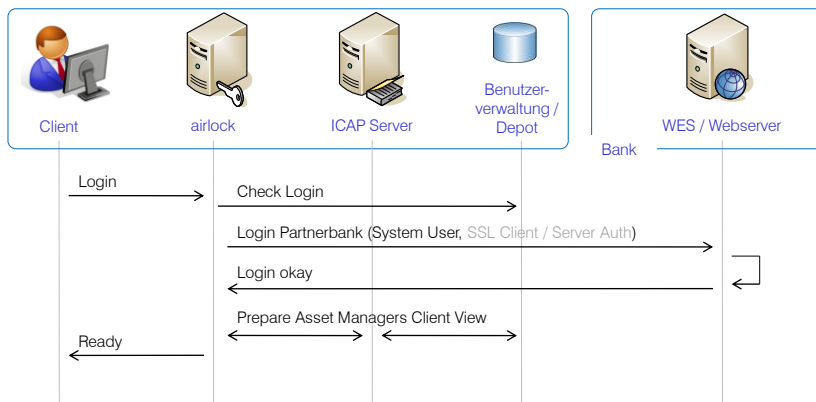 Benutzer-
verwaltung /
Depot
Client
airlock
ICAP Server
WES / Webserver
Bank
Login
Check Login
Login Partnerbank (System User, SSL Client / Server Auth)
Login okay
Prepare Asset Managers Client View
Ready